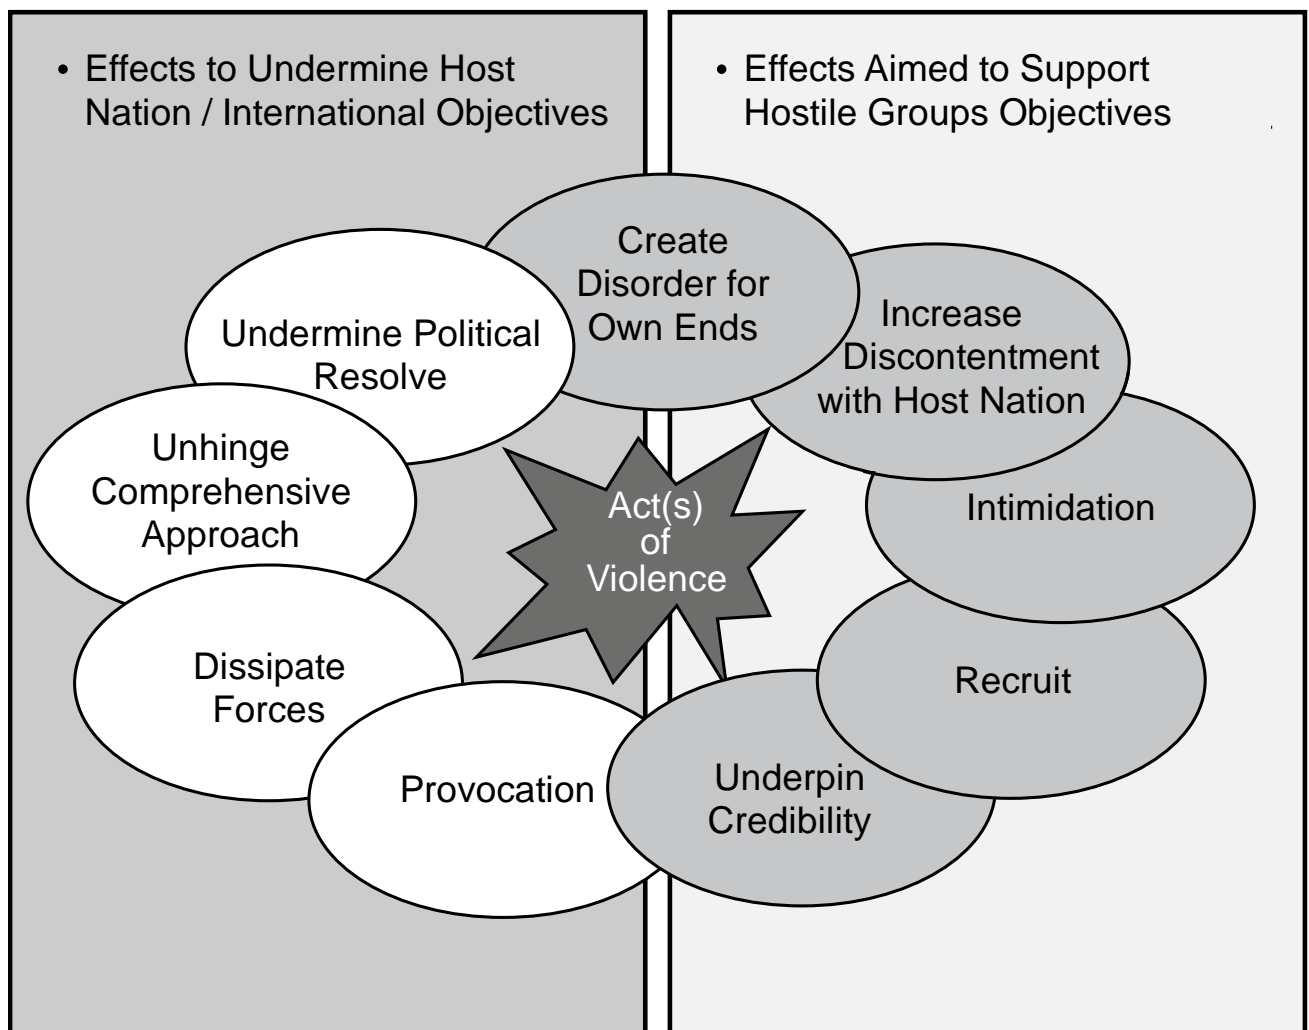 • Effects to Undermine Host
Nation / International Objectives
• Effects Aimed to Support
Hostile Groups Objectives
Create
Disorder for
Own Ends
Undermine Political
Resolve
Increase
Discontentment
with Host Nation
Unhinge
Comprehensive
Approach
Act(s)
of
Violence
Intimidation
Dissipate
Forces
Recruit
Provocation
Underpin
Credibility